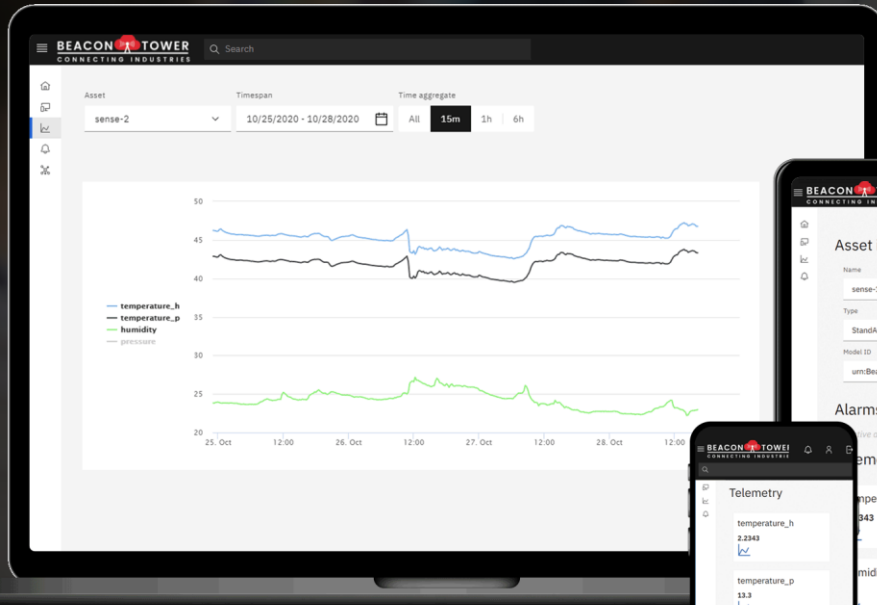 BEACON TOWER
CONNECTING INDUSTRIES
Search
Asset
Timespan
Time aggregate
sense-2
10/25/2020 - 10/28/2020
All
15m
1h
6h
50
45
40
35
30
25
20
temperature_h
temperature_p
humidity
pressure
25. Oct
12:00
26. Oct
12:00
27. Oct
12:00
28. Oct
12:00
BEACON
CONNECTING
Asset
Name
Type
Model ID
Alarms
BEACON TOWER
CONNECTING INDUSTRIE
Telemetry
temperature_h
2.2343
temperature_p
13.3